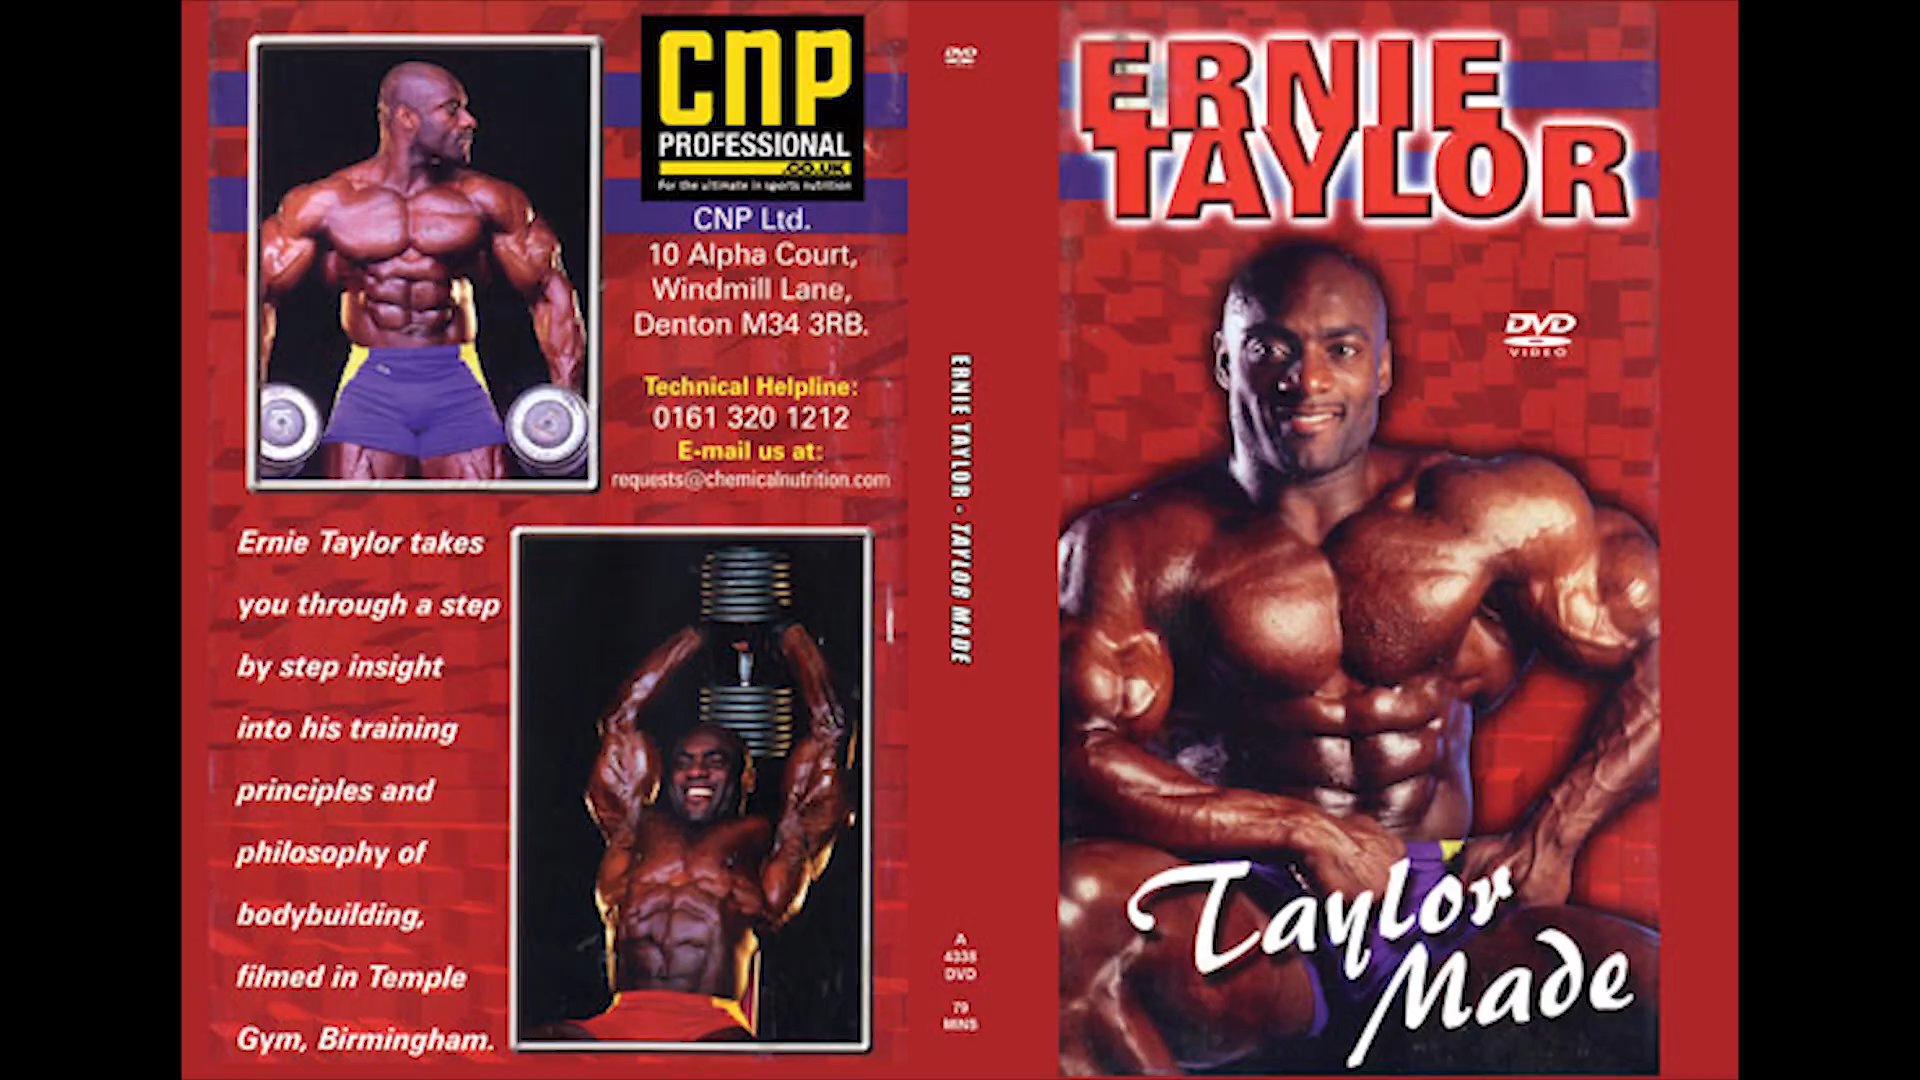 CNP
PROFESSIONAL
.CO.UK
For the ultimate in sports nutrition
CNP Ltd.
10 Alpha Court,
Windmill Lane,
Denton M34 3RB.
Technical Helpline:
0161 320 1212
E-mail us at:
requests@chemicalnutrition.com
Ernie Taylor takes
you through a step
by step insight
into his training
principles and
philosophy of
bodybuilding,
filmed in Temple
Gym, Birmingham.
DVD
ERNIE TAYLOR - TAYLOR MADE
A
4338
DVD
79
MINS
ERNIE
TAYLOR
DVD
VIDEO
Taylor
Made